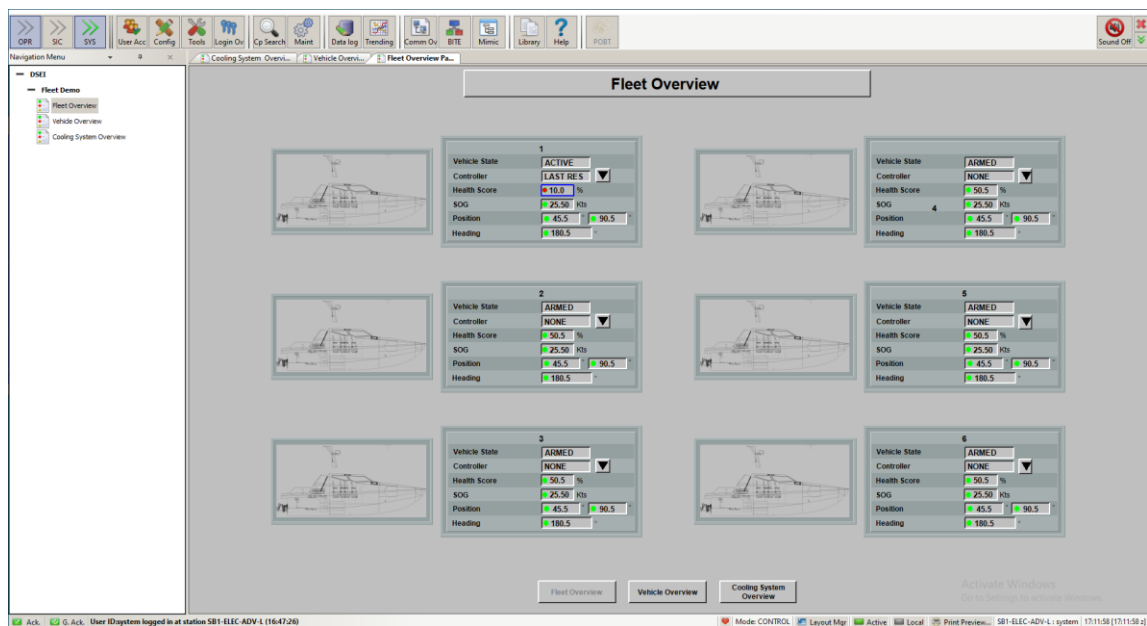 OPR SIC SYS User Acc Config Tools Login Ov Cp Search Maint Data log Trending Comm Ov BITE Mimic Library Help POBT Sound Off
Navigation Menu
Cooling System Overvi... Vehicle Overvi... Fleet Overview Pa...
DSEI
Fleet Demo
Fleet Overview
Vehicle Overview
Cooling System Overview
Fleet Overview
1
Vehicle State ACTIVE
Controller LAST RES
Health Score 10.0 %
SOG 25.50 Kts
Position 45.5 ° 90.5
Heading 180.5 °
Vehicle State ARMED
Controller NONE
Health Score 50.5 %
SOG 4 25.50 Kts
Position 45.5 ° 90.5
Heading 180.5 °
2
Vehicle State ARMED
Controller NONE
Health Score 50.5 %
SOG 25.50 Kts
Position 45.5 ° 90.5
Heading 180.5 °
5
Vehicle State ARMED
Controller NONE
Health Score 50.5 %
SOG 25.50 Kts
Position 45.5 ° 90.5
Heading 180.5 °
3
Vehicle State ARMED
Controller NONE
Health Score 50.5 %
SOG 25.50 Kts
Position 45.5 ° 90.5
Heading 180.5 °
6
Vehicle State ARMED
Controller NONE
Health Score 50.5 %
SOG 25.50 Kts
Position 45.5 ° 90.5
Heading 180.5 °
Fleet Overview Vehicle Overview Cooling System
Overview
Activate Windows
Go to Settings to activate Windows.
Ack. G. Ack. User ID:system logged in at station SB1-ELEC-ADV-L (16:47:26) Mode: CONTROL Layout Mgr Active Local Print Preview... SB1-ELEC-ADV-L : system 17:11:58